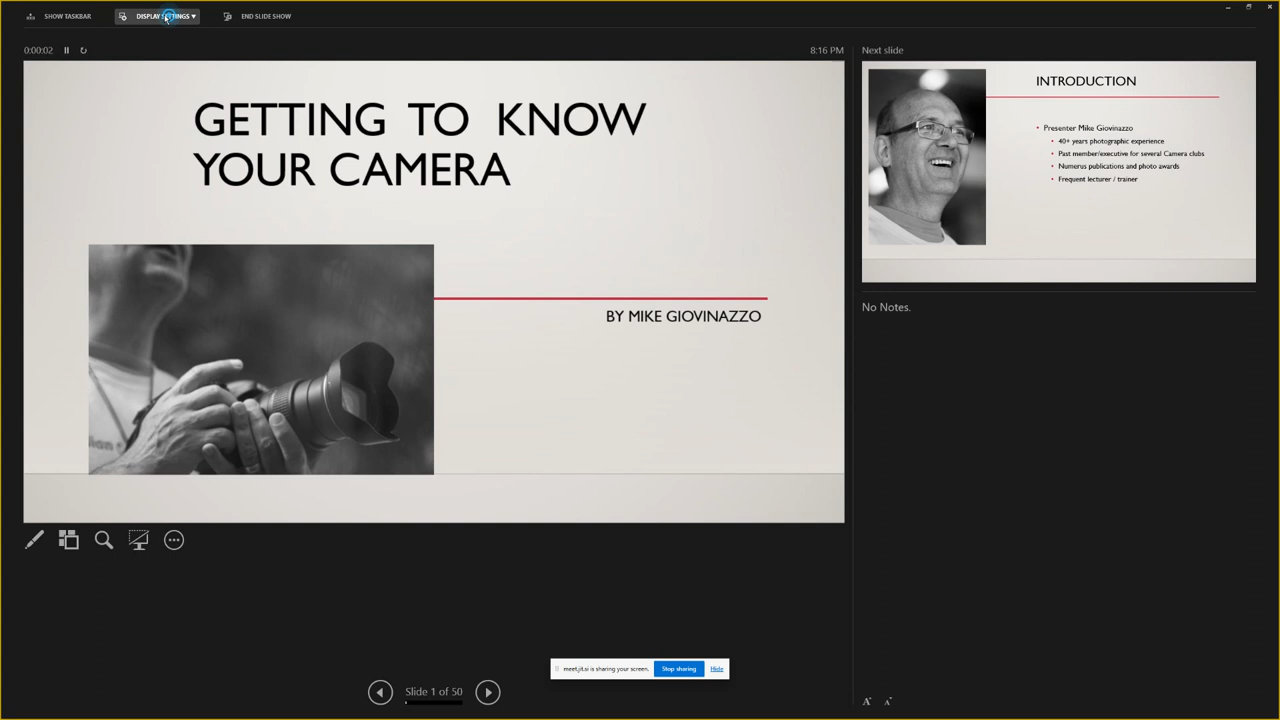 SHOW TASKBAR
DISPLAY SETTINGS ▾
END SLIDE SHOW
0:00:02
8:16 PM
GETTING TO KNOW
YOUR CAMERA
BY MIKE GIOVINAZZO
Next slide
INTRODUCTION
• Presenter Mike Giovinazzo
• 40+ years photographic experience
• Past member/executive for several Camera clubs
• Numerus publications and photo awards
• Frequent lecturer / trainer
No Notes.
meet.jit.si is sharing your screen. Stop sharing Hide
Slide 1 of 50
A A